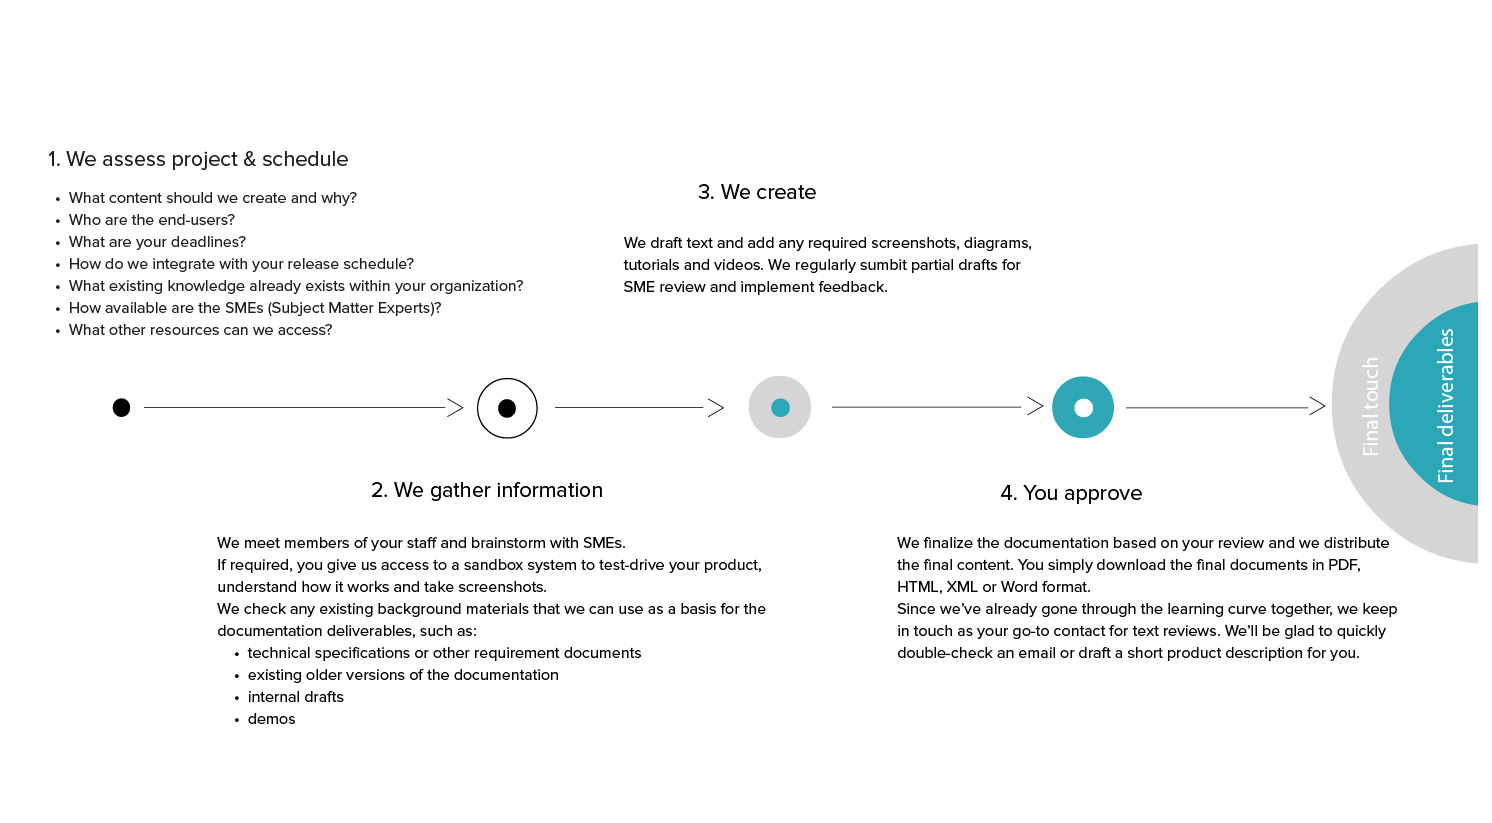 1. We assess project & schedule
• What content should we create and why?
• Who are the end-users?
• What are your deadlines?
• How do we integrate with your release schedule?
• What existing knowledge already exists within your organization?
• How available are the SMEs (Subject Matter Experts)?
• What other resources can we access?
2. We gather information
We meet members of your staff and brainstorm with SMEs.
If required, you give us access to a sandbox system to test-drive your product,
understand how it works and take screenshots.
We check any existing background materials that we can use as a basis for the
documentation deliverables, such as:
• technical specifications or other requirement documents
• existing older versions of the documentation
• internal drafts
• demos
3. We create
We draft text and add any required screenshots, diagrams,
tutorials and videos. We regularly sumbit partial drafts for
SME review and implement feedback.
4. You approve
We finalize the documentation based on your review and we distribute
the final content. You simply download the final documents in PDF,
HTML, XML or Word format.
Since we’ve already gone through the learning curve together, we keep
in touch as your go-to contact for text reviews. We’ll be glad to quickly
double-check an email or draft a short product description for you.
Final touch
Final deliverables